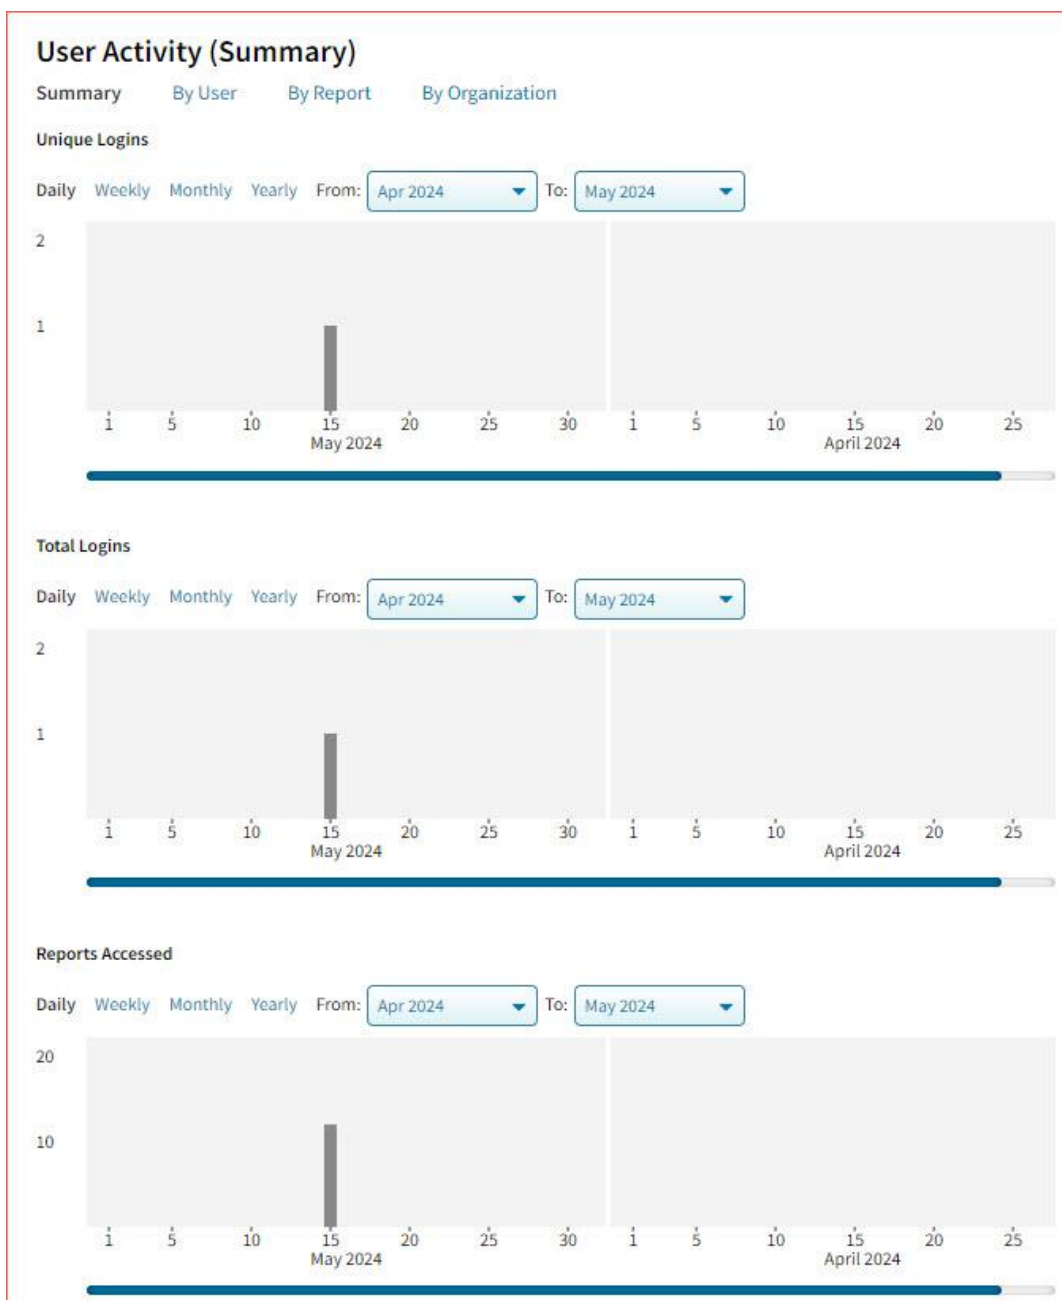 User Activity (Summary)
Summary By User By Report By Organization
Unique Logins
Daily Weekly Monthly Yearly From: Apr 2024 To: May 2024
2
1
1 5 10 15 20 25 30 1 5 10 15 20 25
May 2024 April 2024
Total Logins
Daily Weekly Monthly Yearly From: Apr 2024 To: May 2024
2
1
1 5 10 15 20 25 30 1 5 10 15 20 25
May 2024 April 2024
Reports Accessed
Daily Weekly Monthly Yearly From: Apr 2024 To: May 2024
20
10
1 5 10 15 20 25 30 1 5 10 15 20 25
May 2024 April 2024